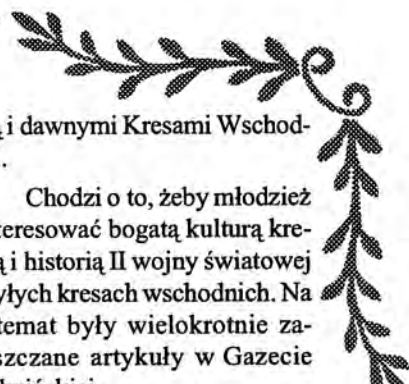 ą i dawnymi Kresami Wschod-
.
Chodzi o to, żeby młodzież
teresować bogatą kulturą kre-
ą i historią II wojny światowej
yłych kresach wschodnich. Na
temat były wielokrotnie za-
szczane artykuły w Gazecie